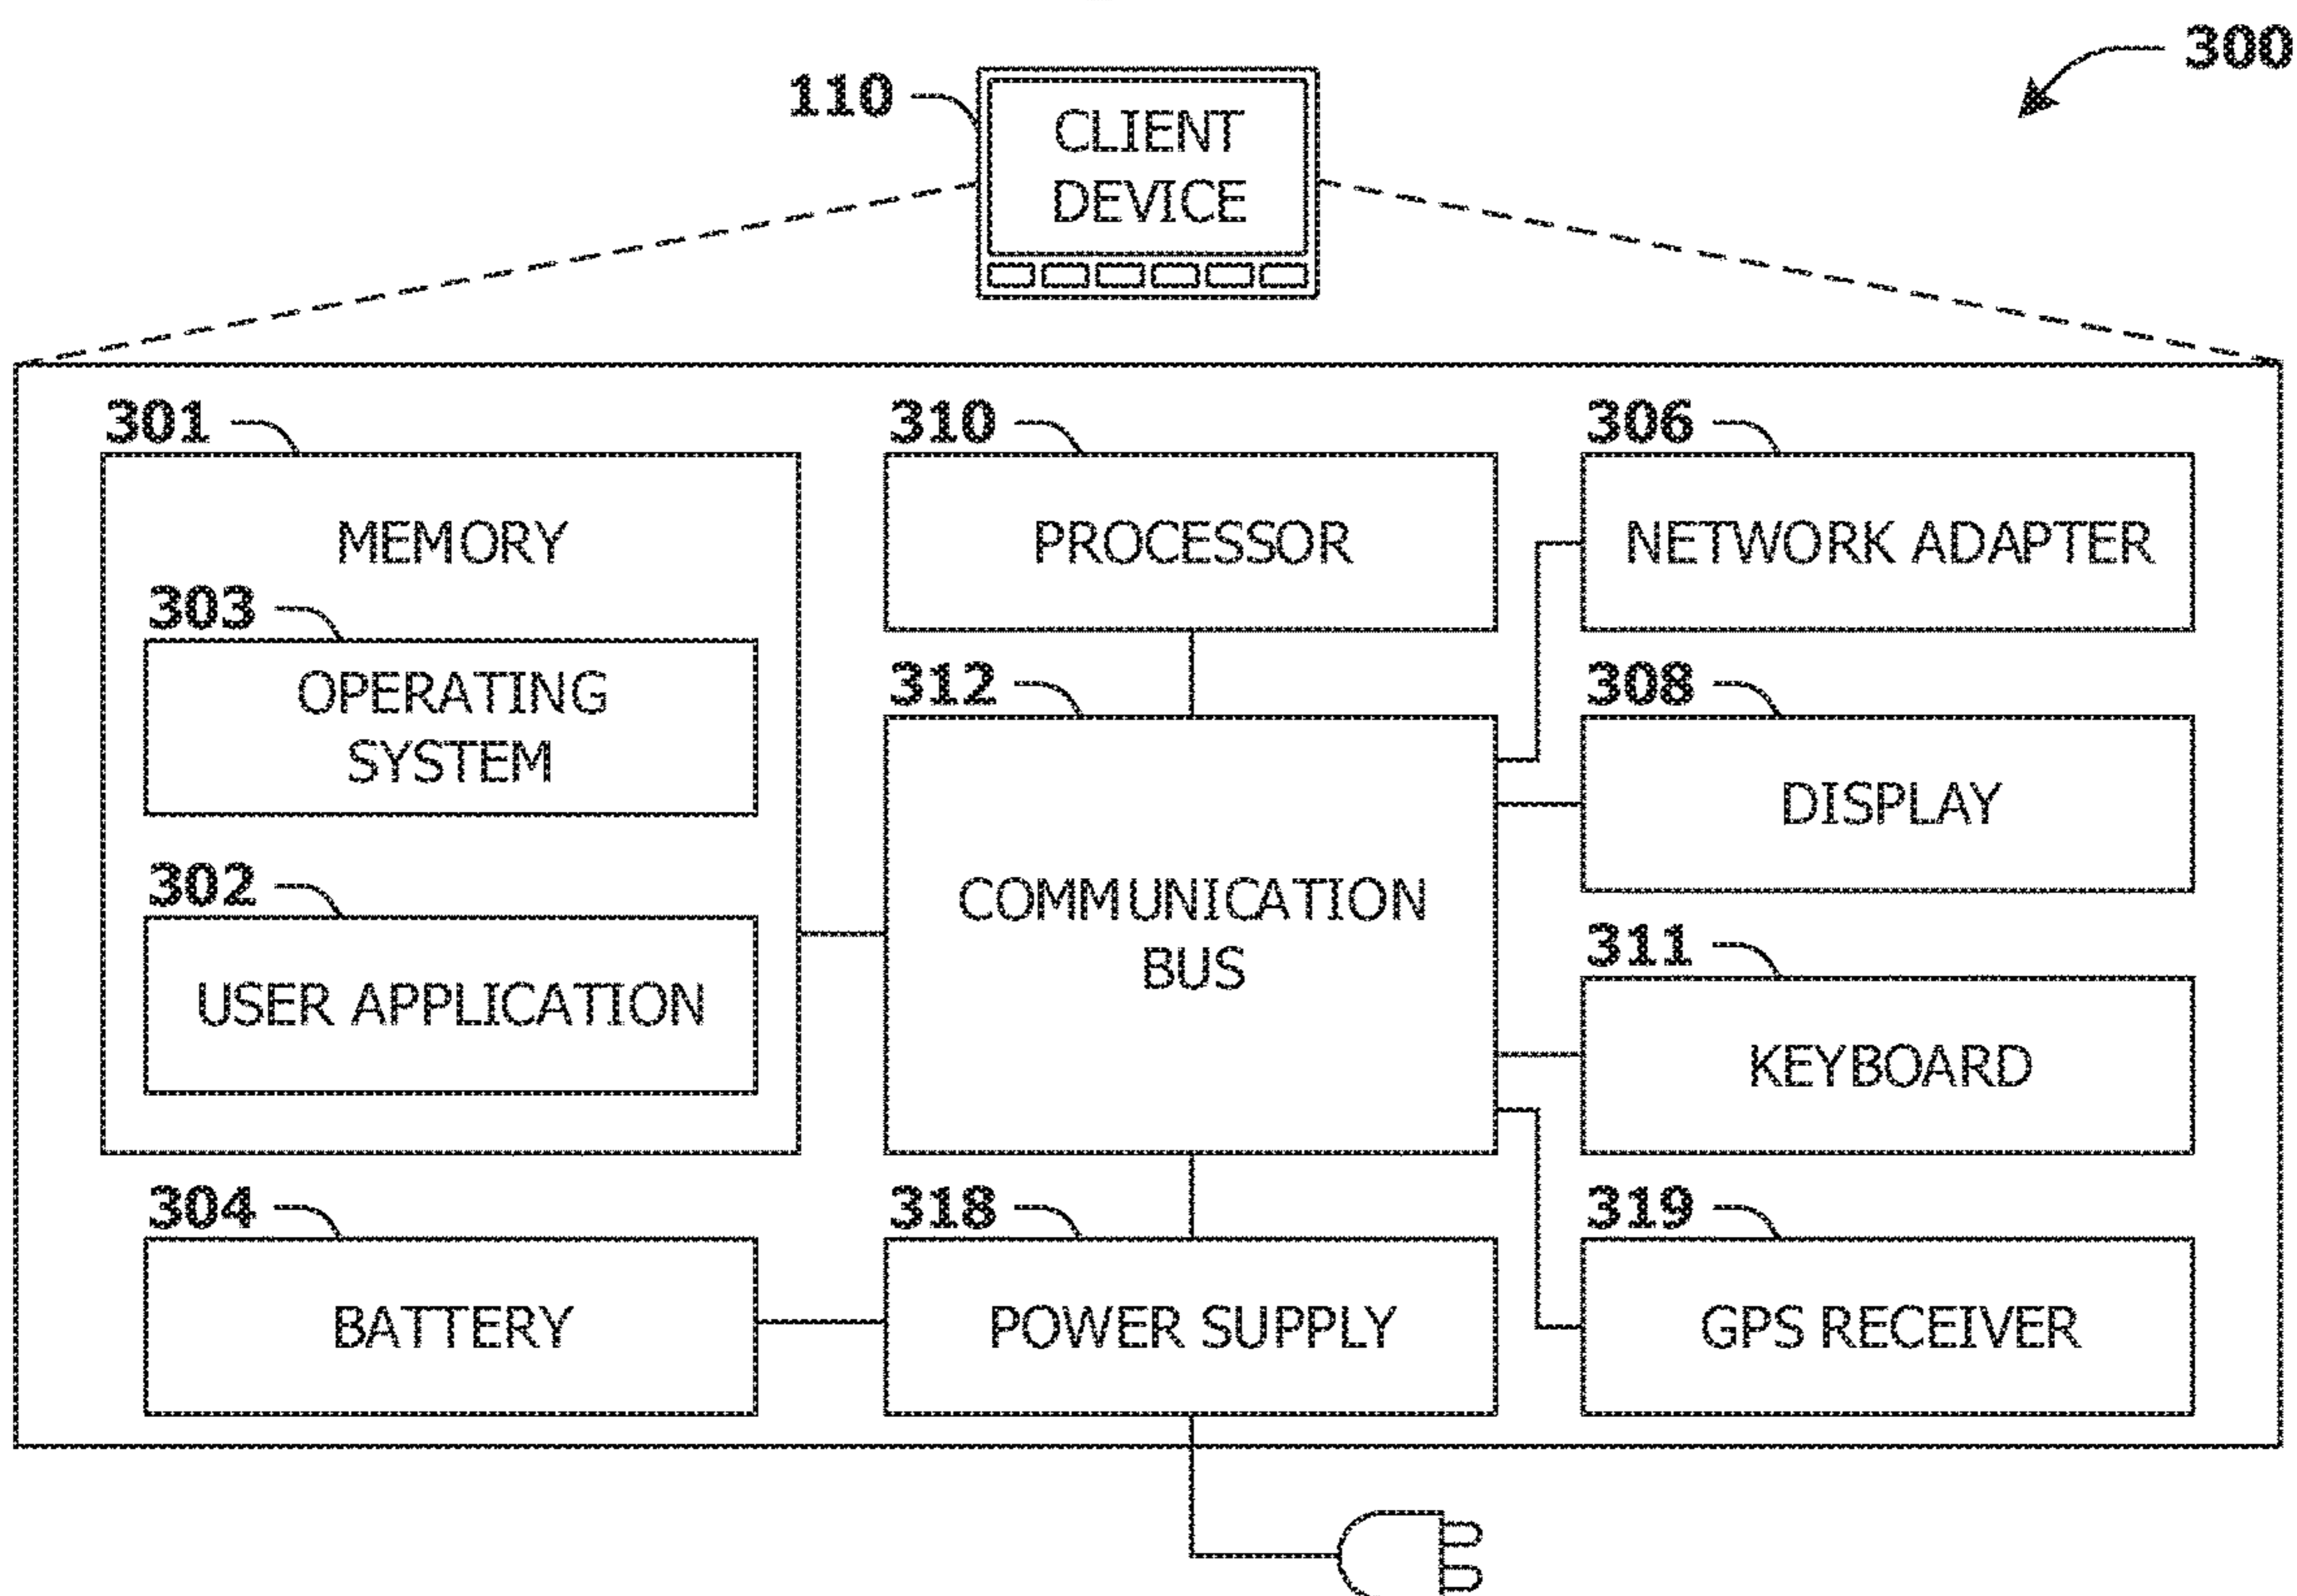 300
110
CLIENT
DEVICE
301
MEMORY
303
OPERATING
SYSTEM
302
USER APPLICATION
304
BATTERY
310
PROCESSOR
312
COMMUNICATION
BUS
318
POWER SUPPLY
306
NETWORK ADAPTER
308
DISPLAY
311
KEYBOARD
319
GPS RECEIVER